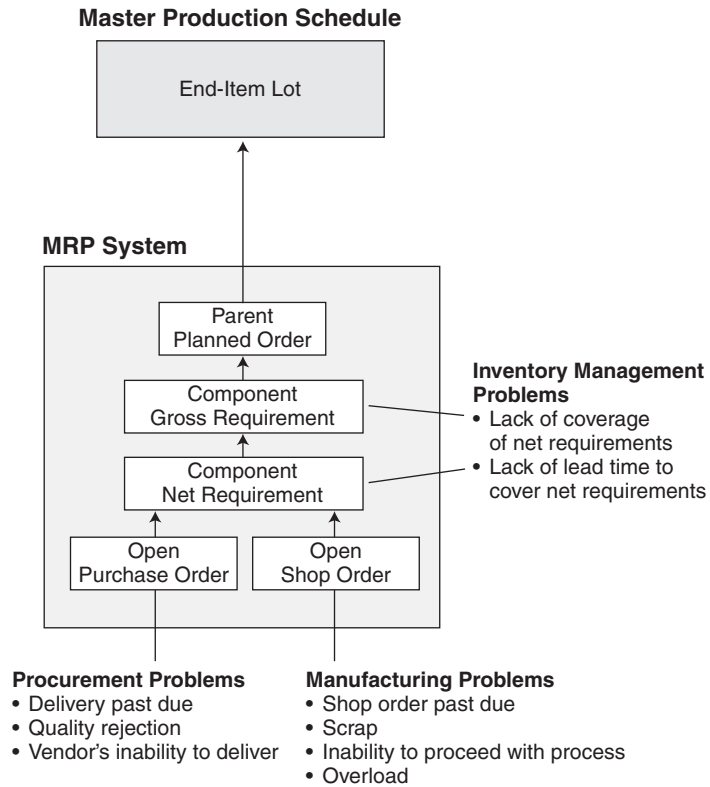 Master Production Schedule
End-Item Lot
MRP System
Parent
Planned Order
Component
Gross Requirement
Component
Net Requirement
Open
Purchase Order
Open
Shop Order
Inventory Management
Problems
• Lack of coverage
of net requirements
• Lack of lead time to
cover net requirements
Procurement Problems
• Delivery past due
• Quality rejection
• Vendor's inability to deliver
Manufacturing Problems
• Shop order past due
• Scrap
• Inability to proceed with process
• Overload